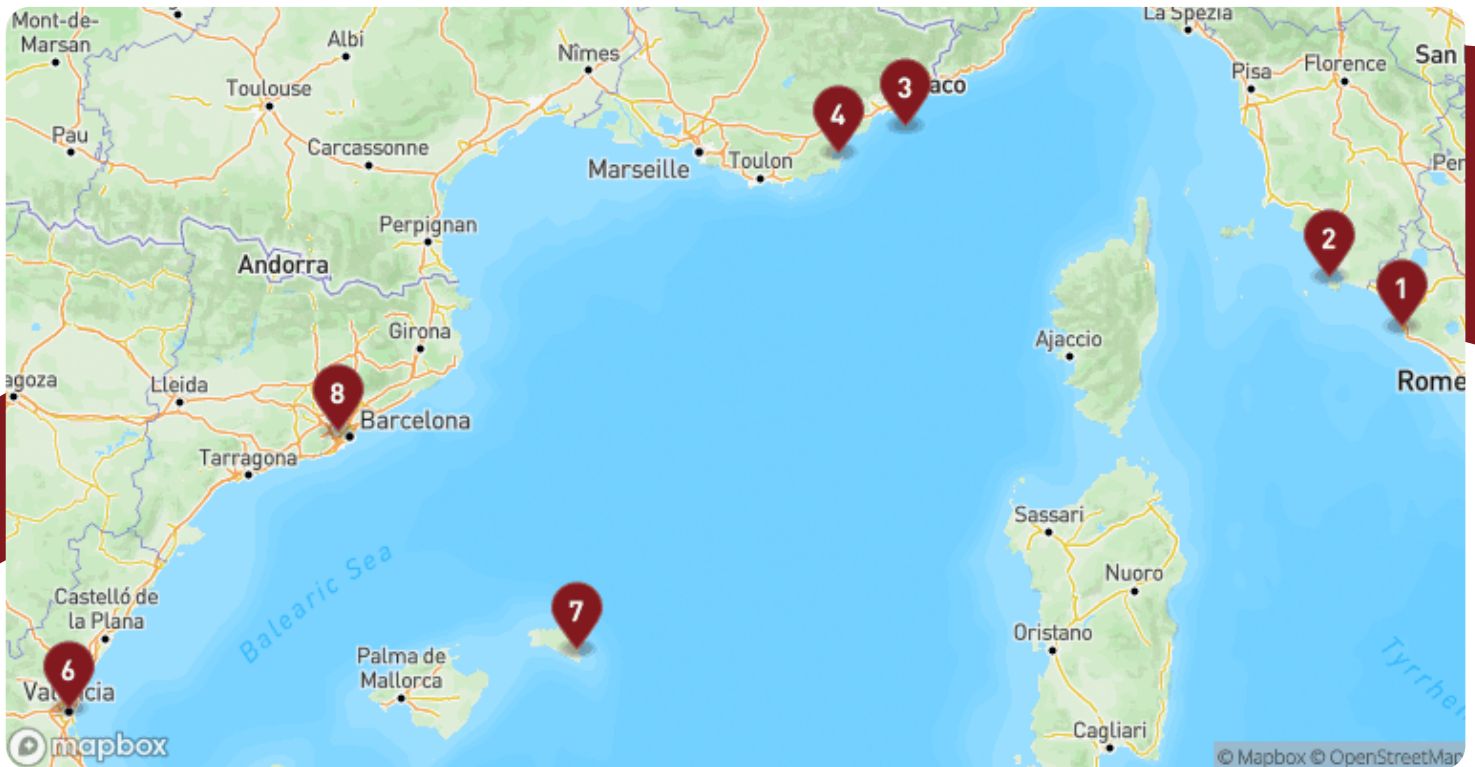 Mont-de-
Marsan
Albi
Nîmes
La Spezia
Pisa
Florence
San
Toulouse
3
aco
4
Pau
Carcassonne
Marseille
Toulon
Per
Perpignan
2
Andorra
1
Girona
Ajaccio
agoza
Lleida
8
Rome
Barcelona
Tarragona
Sassari
Balearic Sea
Nuoro
Castelló de
la Plana
7
Oristano
Palma de
Mallorca
6
Tyrrhen
Cagliari
mapbox
© Mapbox © OpenStreetMap